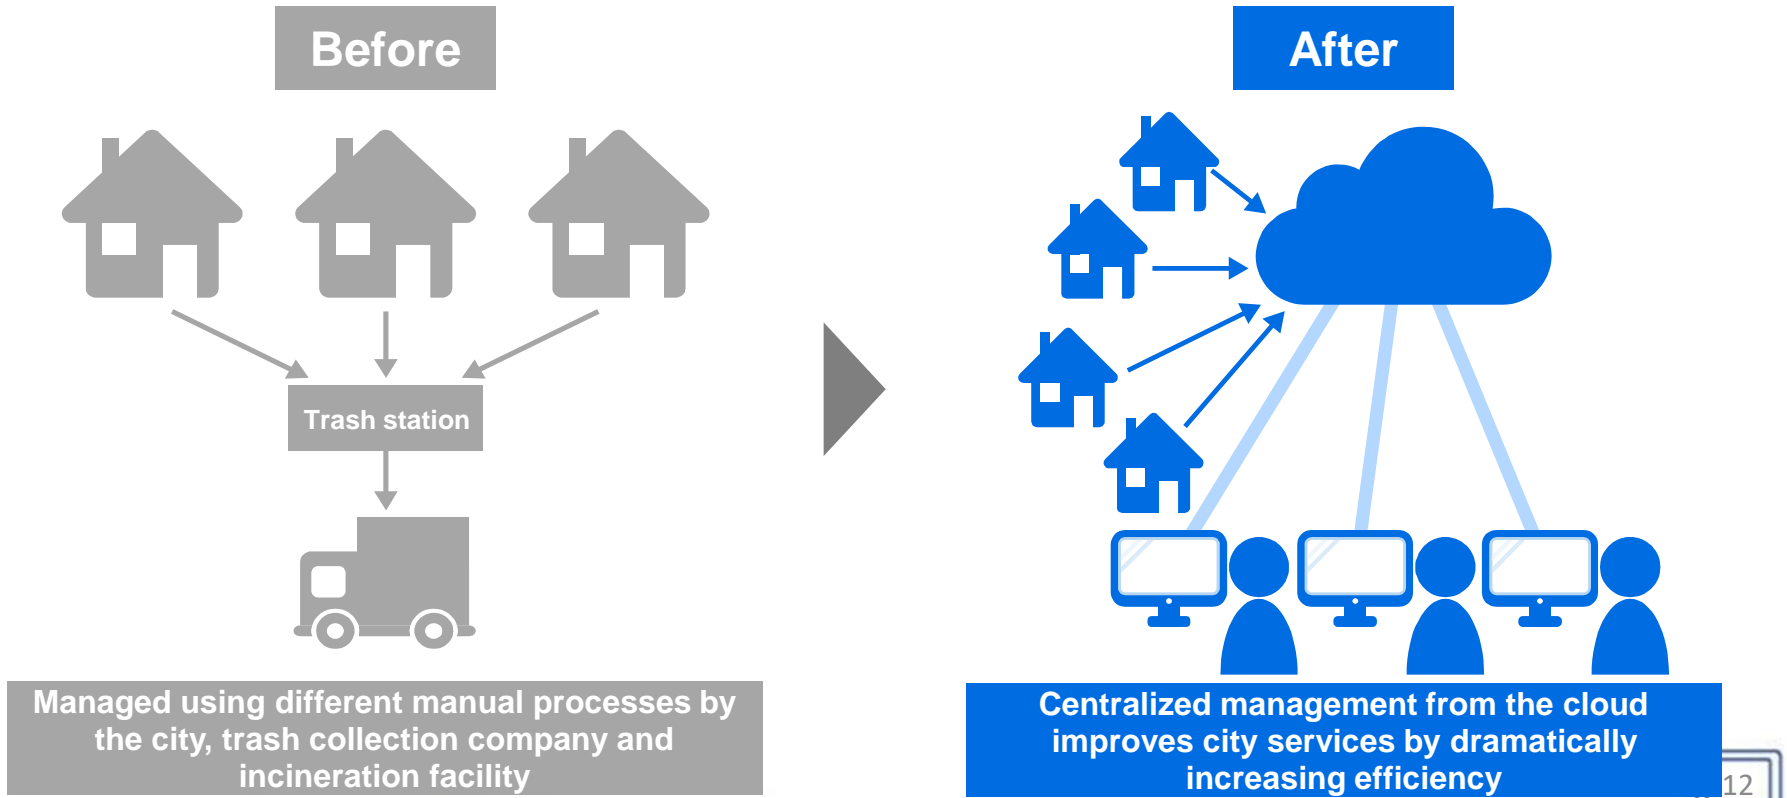 Before
After
Trash station
Managed using different manual processes by
the city, trash collection company and
incineration facility
Centralized management from the cloud
improves city services by dramatically
increasing efficiency
12